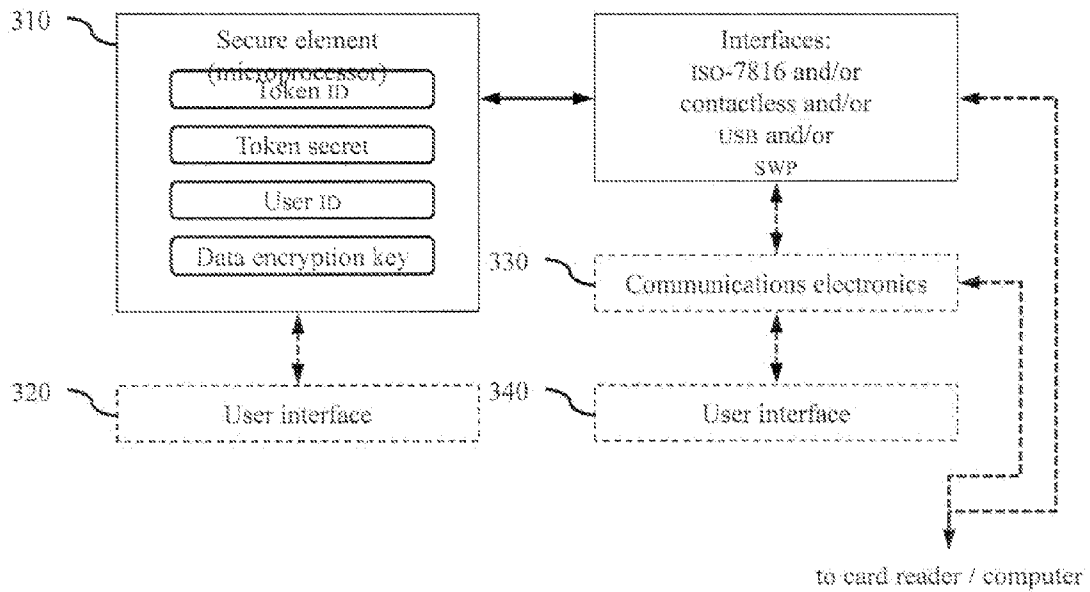 310
Secure element
(microprocessor)
Token ID
Token secret
User ID
Data encryption key
Interfaces:
ISO-7816 and/or
contactless and/or
USB and/or
SWP
330
Communications electronics
320
User interface
340
User interface
to card reader / computer